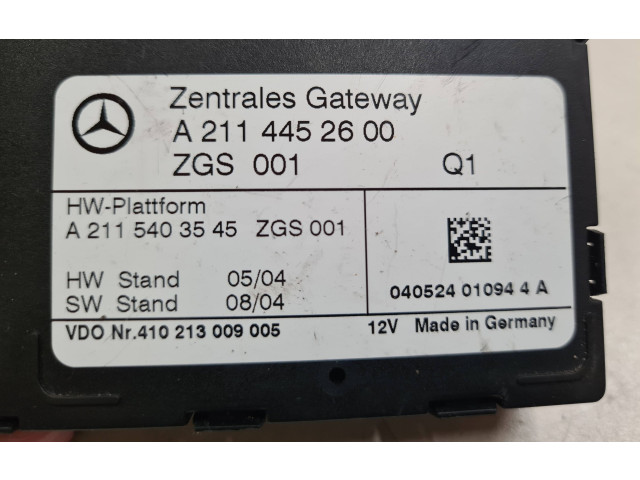 Zentrales Gateway
A 211 445 26 00
ZGS 001 Q1
HW-Plattform
A 211 540 35 45 ZGS 001
HW Stand 05/04
SW Stand 08/04
040524 01094 4 A
VDO Nr.410 213 009 005 12V Made in Germany